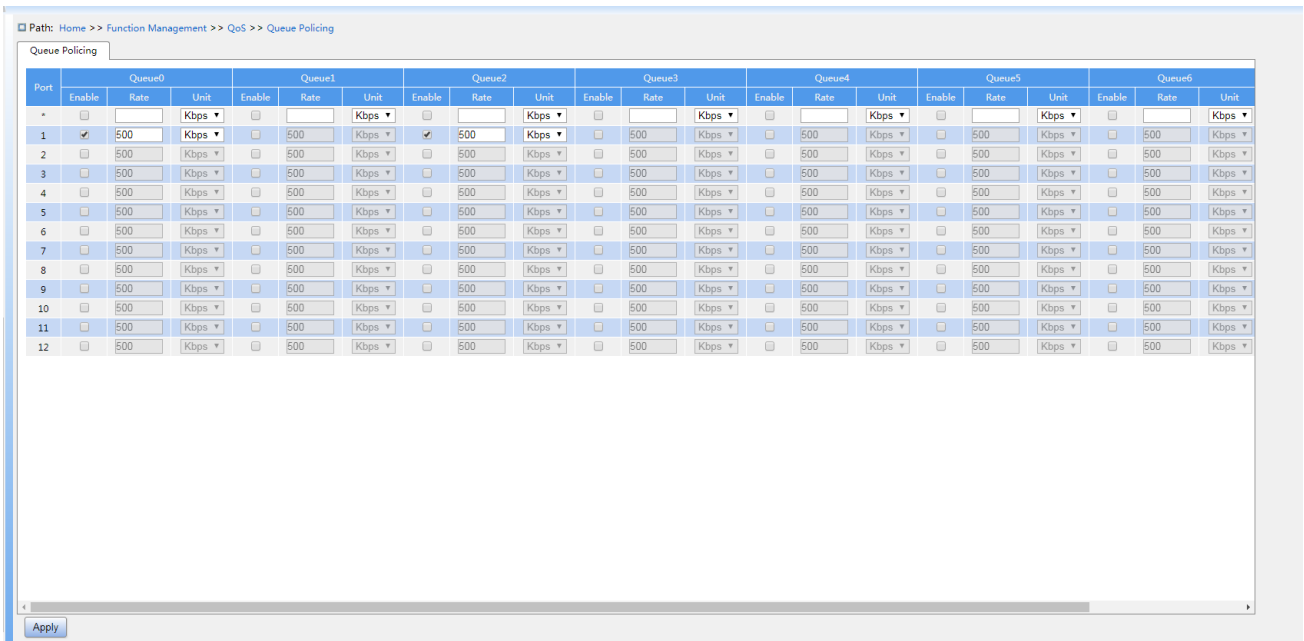 Path: Home >> Function Management >> QoS >> Queue Policing
Queue Policing
Port Queue0 Queue1 Queue2 Queue3 Queue4 Queue5 Queue6
Enable Rate Unit Enable Rate Unit Enable Rate Unit Enable Rate Unit Enable Rate Unit Enable Rate Unit Enable Rate Unit
* Kbps Kbps Kbps Kbps Kbps Kbps Kbps
1 500 Kbps 500 Kbps 500 Kbps 500 Kbps 500 Kbps 500 Kbps 500 Kbps
2 500 Kbps 500 Kbps 500 Kbps 500 Kbps 500 Kbps 500 Kbps 500 Kbps
3 500 Kbps 500 Kbps 500 Kbps 500 Kbps 500 Kbps 500 Kbps 500 Kbps
4 500 Kbps 500 Kbps 500 Kbps 500 Kbps 500 Kbps 500 Kbps 500 Kbps
5 500 Kbps 500 Kbps 500 Kbps 500 Kbps 500 Kbps 500 Kbps 500 Kbps
6 500 Kbps 500 Kbps 500 Kbps 500 Kbps 500 Kbps 500 Kbps 500 Kbps
7 500 Kbps 500 Kbps 500 Kbps 500 Kbps 500 Kbps 500 Kbps 500 Kbps
8 500 Kbps 500 Kbps 500 Kbps 500 Kbps 500 Kbps 500 Kbps 500 Kbps
9 500 Kbps 500 Kbps 500 Kbps 500 Kbps 500 Kbps 500 Kbps 500 Kbps
10 500 Kbps 500 Kbps 500 Kbps 500 Kbps 500 Kbps 500 Kbps 500 Kbps
11 500 Kbps 500 Kbps 500 Kbps 500 Kbps 500 Kbps 500 Kbps 500 Kbps
12 500 Kbps 500 Kbps 500 Kbps 500 Kbps 500 Kbps 500 Kbps 500 Kbps
Apply